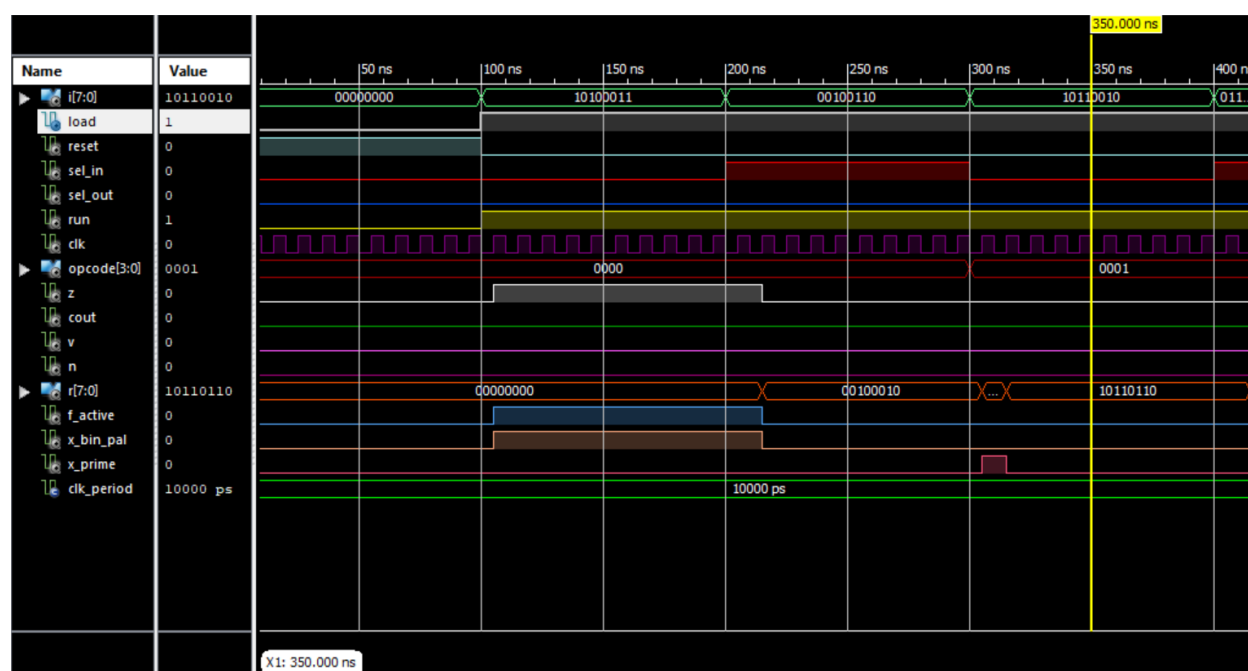 350.000 ns
Name Value 50 ns 100 ns 150 ns 200 ns 250 ns 300 ns 350 ns 400 n
i[7:0] 10110010 00000000 10100011 00100110 10110010 011...
load 1
reset 0
sel_in 0
sel_out 0
run 1
clk 0
opcode[3:0] 0001 0000 0001
z 0
cout 0
v 0
n 0
r[7:0] 10110110 00000000 00100010 ... 10110110
f_active 0
x_bin_pal 0
x_prime 0
clk_period 10000 ps 10000 ps
X1: 350.000 ns